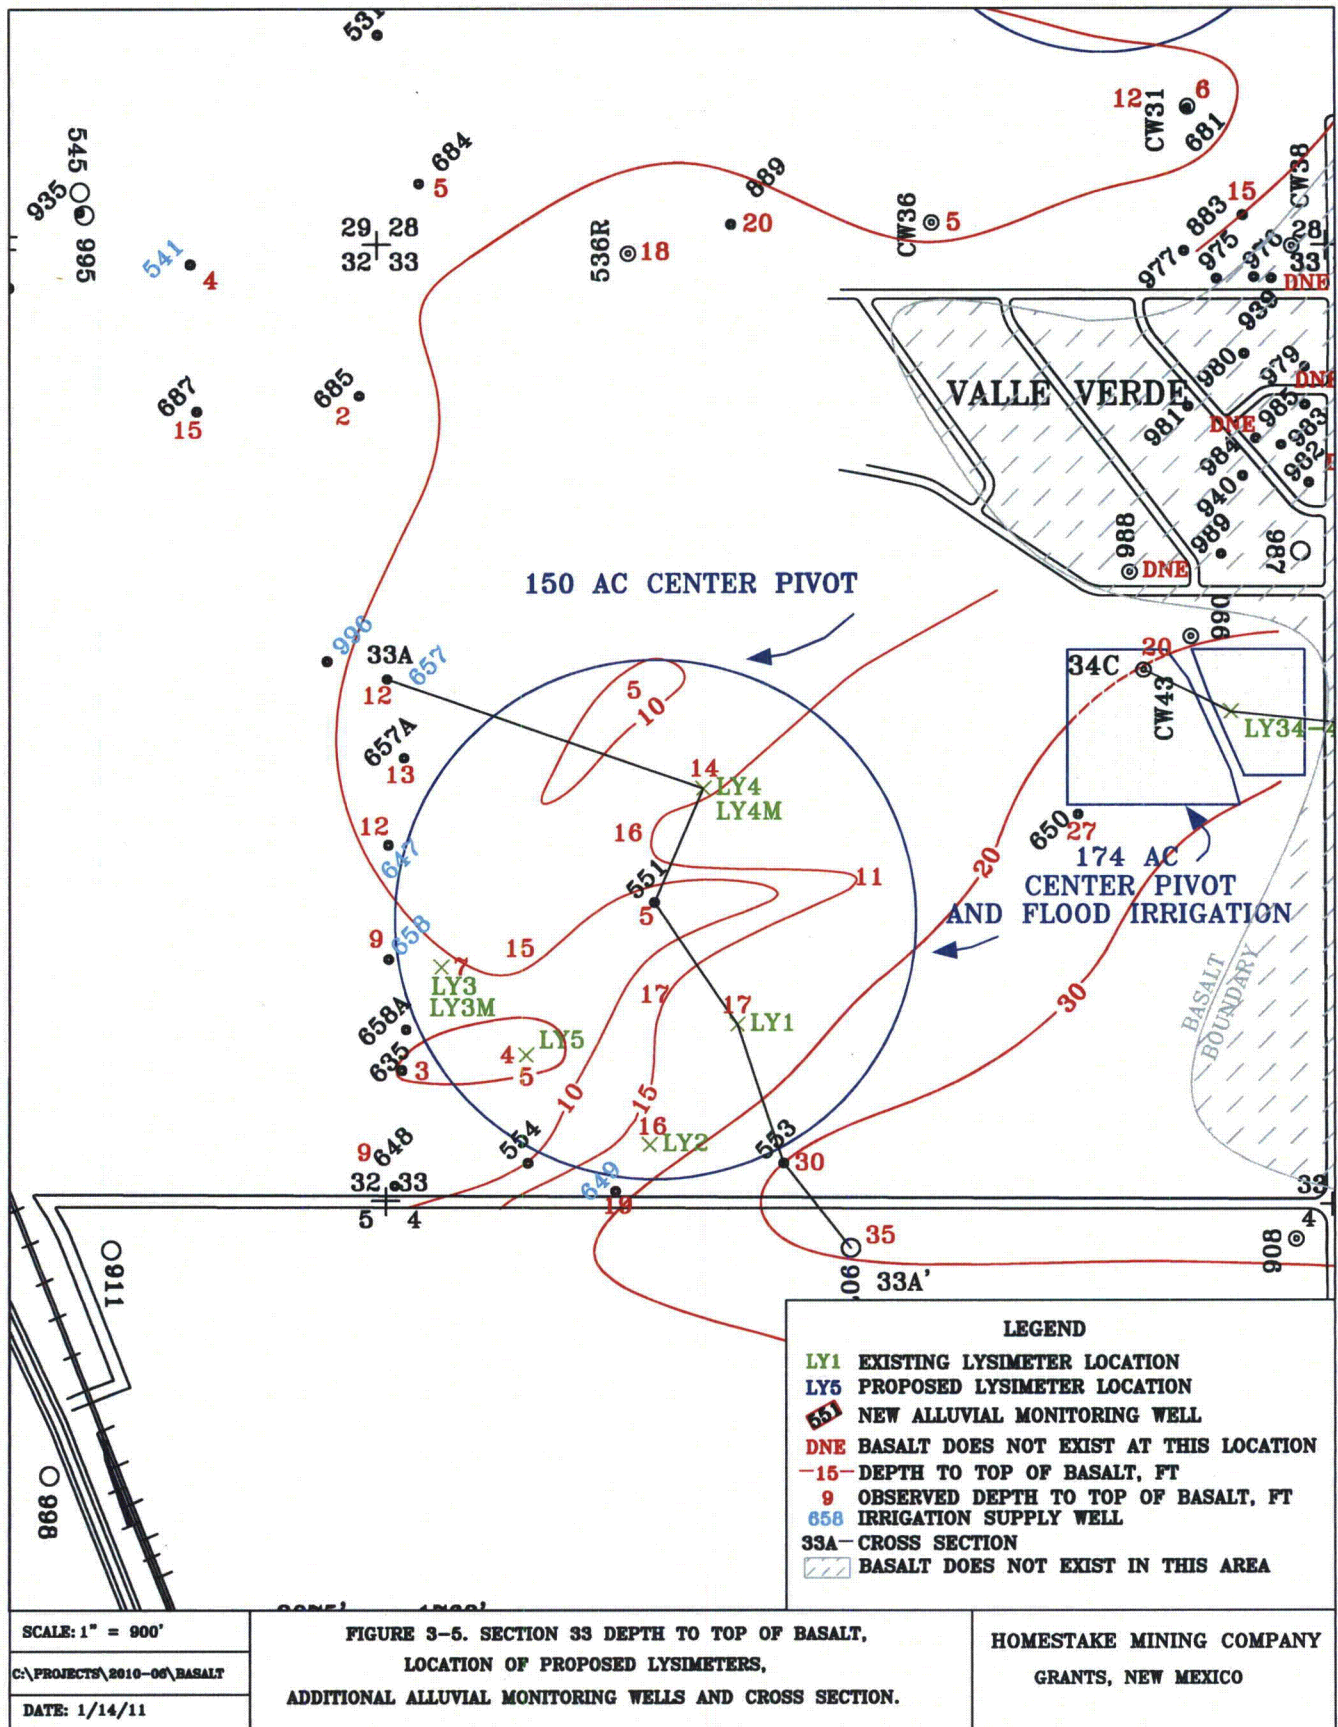 531
545
935
995
684
5
29 28
32 33
541
4
687
15
685
2
889
20
536R
18
CW36
5
12
CW31
6
681
CW38
15
883
28
33
975
977
DNE
939
980
979
DNE
VALLE VERDE
981
DNE
985
983
984
982
940
989
987
988
DNE
990
150 AC CENTER PIVOT
996
33A
657
12
657A
13
12
647
9
658
5
10
14
LY4
LY4M
16
551
5
11
15
7
LY3
LY3M
17
17
LY1
658A
635
3
LY5
4
5
10
15
16
LY2
554
553
30
9
648
32 33
5 4
649
19
20
30
34C
20
CW43
LY34-4
650
27
174 AC
CENTER PIVOT
AND FLOOD IRRIGATION
BASALT
BOUNDARY
33
4
35
33A'
908
0911
998
LEGEND
LY1 EXISTING LYSIMETER LOCATION
LY5 PROPOSED LYSIMETER LOCATION
551 NEW ALLUVIAL MONITORING WELL
DNE BASALT DOES NOT EXIST AT THIS LOCATION
-15- DEPTH TO TOP OF BASALT, FT
9 OBSERVED DEPTH TO TOP OF BASALT, FT
658 IRRIGATION SUPPLY WELL
33A- CROSS SECTION
BASALT DOES NOT EXIST IN THIS AREA
SCALE: 1" = 900'
C:\PROJECTS\2010-06\BASALT
DATE: 1/14/11
FIGURE 3-5. SECTION 33 DEPTH TO TOP OF BASALT,
LOCATION OF PROPOSED LYSIMETERS,
ADDITIONAL ALLUVIAL MONITORING WELLS AND CROSS SECTION.
HOMESTAKE MINING COMPANY
GRANTS, NEW MEXICO